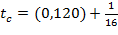 t_c = (0,120) + 1/16